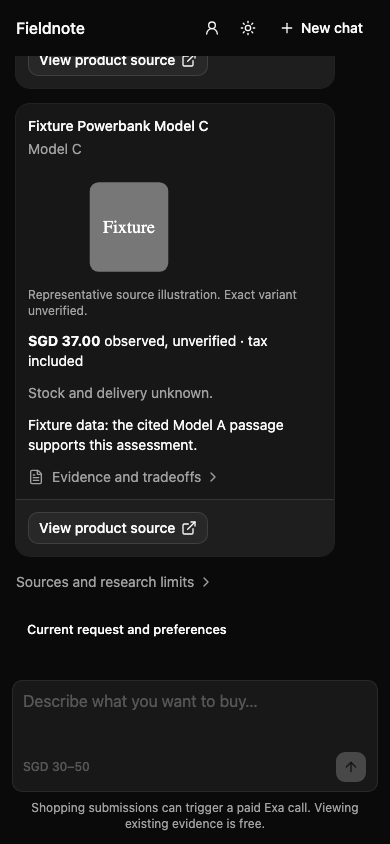 Fieldnote
New chat
View product source
Fixture Powerbank Model C
Model C
Fixture
Representative source illustration. Exact variant
unverified.
SGD 37.00 observed, unverified · tax
included
Stock and delivery unknown.
Fixture data: the cited Model A passage
supports this assessment.
Evidence and tradeoffs
View product source
Sources and research limits
Current request and preferences
Describe what you want to buy...
SGD 30–50
Shopping submissions can trigger a paid Exa call. Viewing
existing evidence is free.